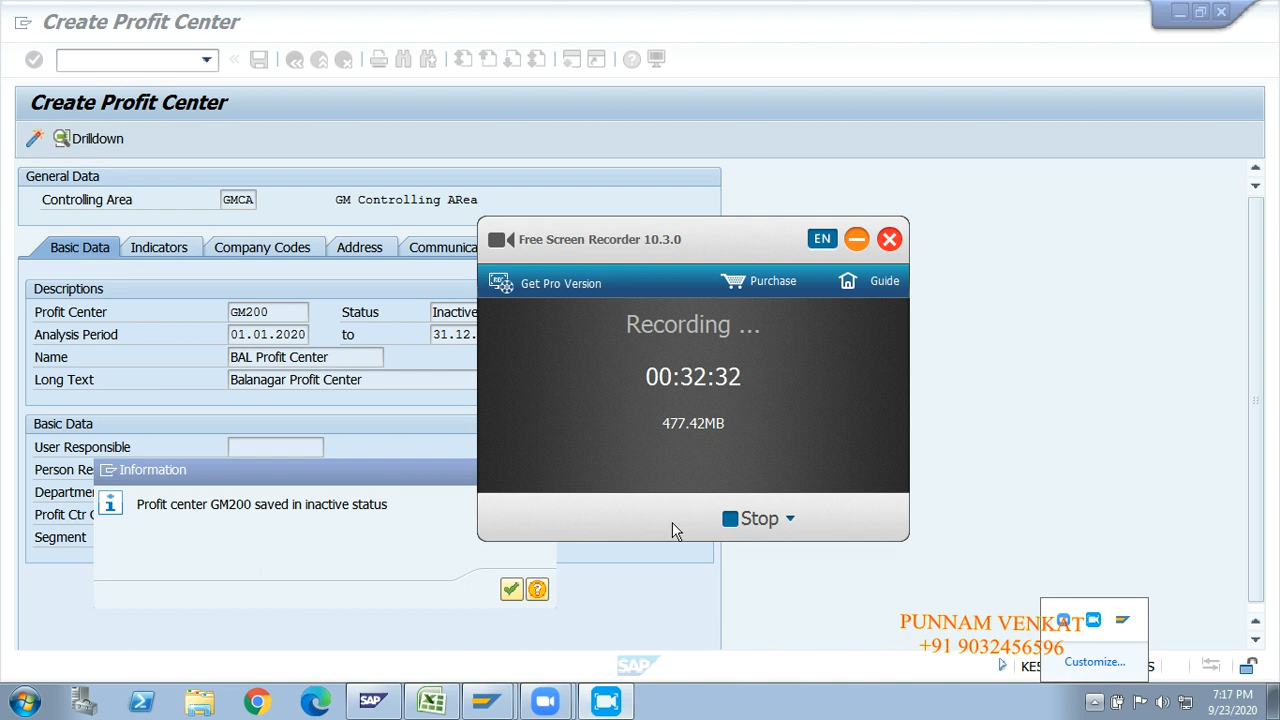 Create Profit Center
Create Profit Center
Drilldown
General Data
Controlling Area GMCA GM Controlling ARea
Basic Data Indicators Company Codes Address Communica
Descriptions
Profit Center GM200 Status Inactive
Analysis Period 01.01.2020 to 31.12.
Name BAL Profit Center
Long Text Balanagar Profit Center
Basic Data
User Responsible
Person Re
Departmen
Profit Ctr G
Segment
Information
Profit center GM200 saved in inactive status
Free Screen Recorder 10.3.0 EN
Get Pro Version Purchase Guide
Recording ...
00:32:32
477.42MB
Stop
PUNNAM VENKAT
+91 9032456596
Customize...
SAP
KE5 S
SAP
7:17 PM
9/23/2020